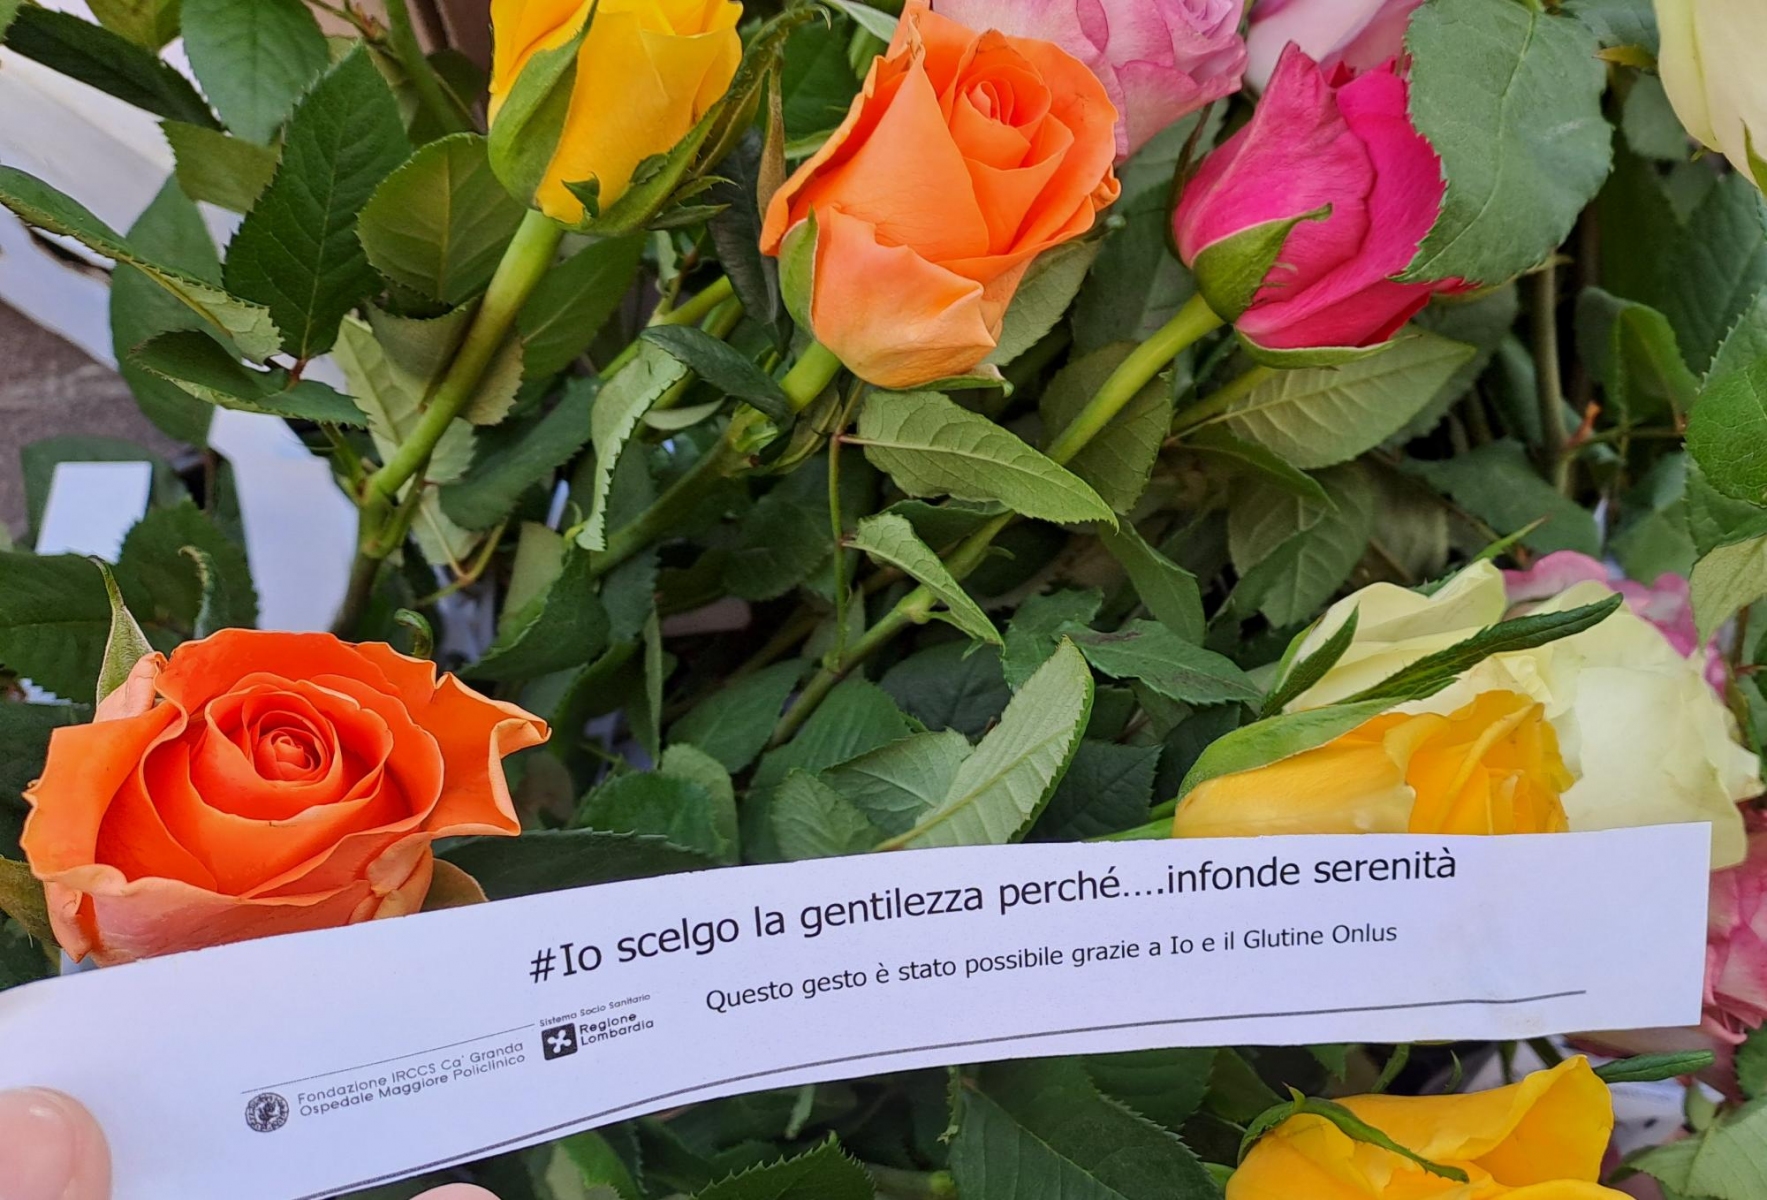 #Io scelgo la gentilezza perché....infonde serenità
Questo gesto è stato possibile grazie a Io e il Glutine Onlus
Fondazione IRCCS Ca' Granda
Ospedale Maggiore Policlinico
Sistema Socio Sanitario
Regione
Lombardia